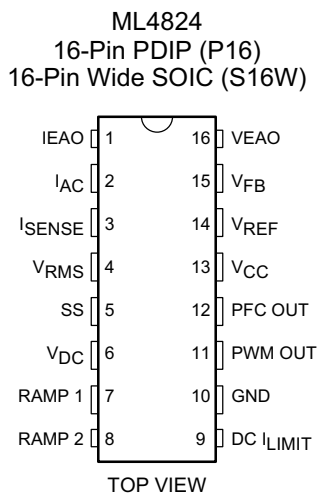 ML4824
16-Pin PDIP (P16)
16-Pin Wide SOIC (S16W)
IEAO 1 16 VEAO
IAC 2 15 VFB
ISENSE 3 14 VREF
VRMS 4 13 VCC
SS 5 12 PFC OUT
VDC 6 11 PWM OUT
RAMP 1 7 10 GND
RAMP 2 8 9 DC ILIMIT
TOP VIEW